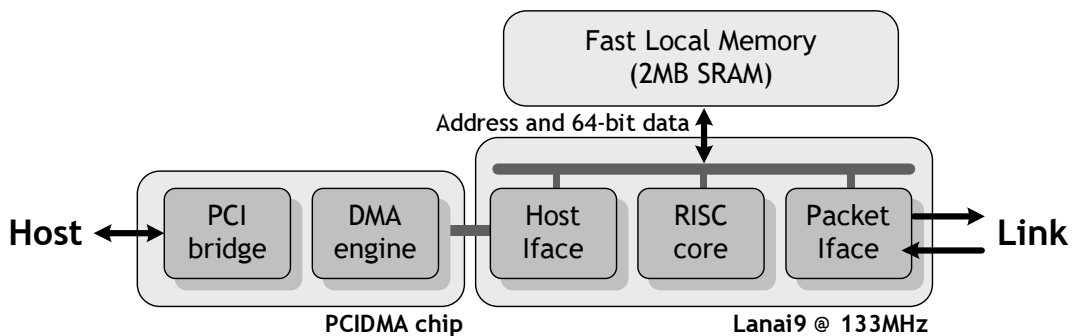 Fast Local Memory
(2MB SRAM)
Address and 64-bit data
Host
PCI
bridge
DMA
engine
Host
Iface
RISC
core
Packet
Iface
Link
PCIDMA chip
Lanai9 @ 133MHz